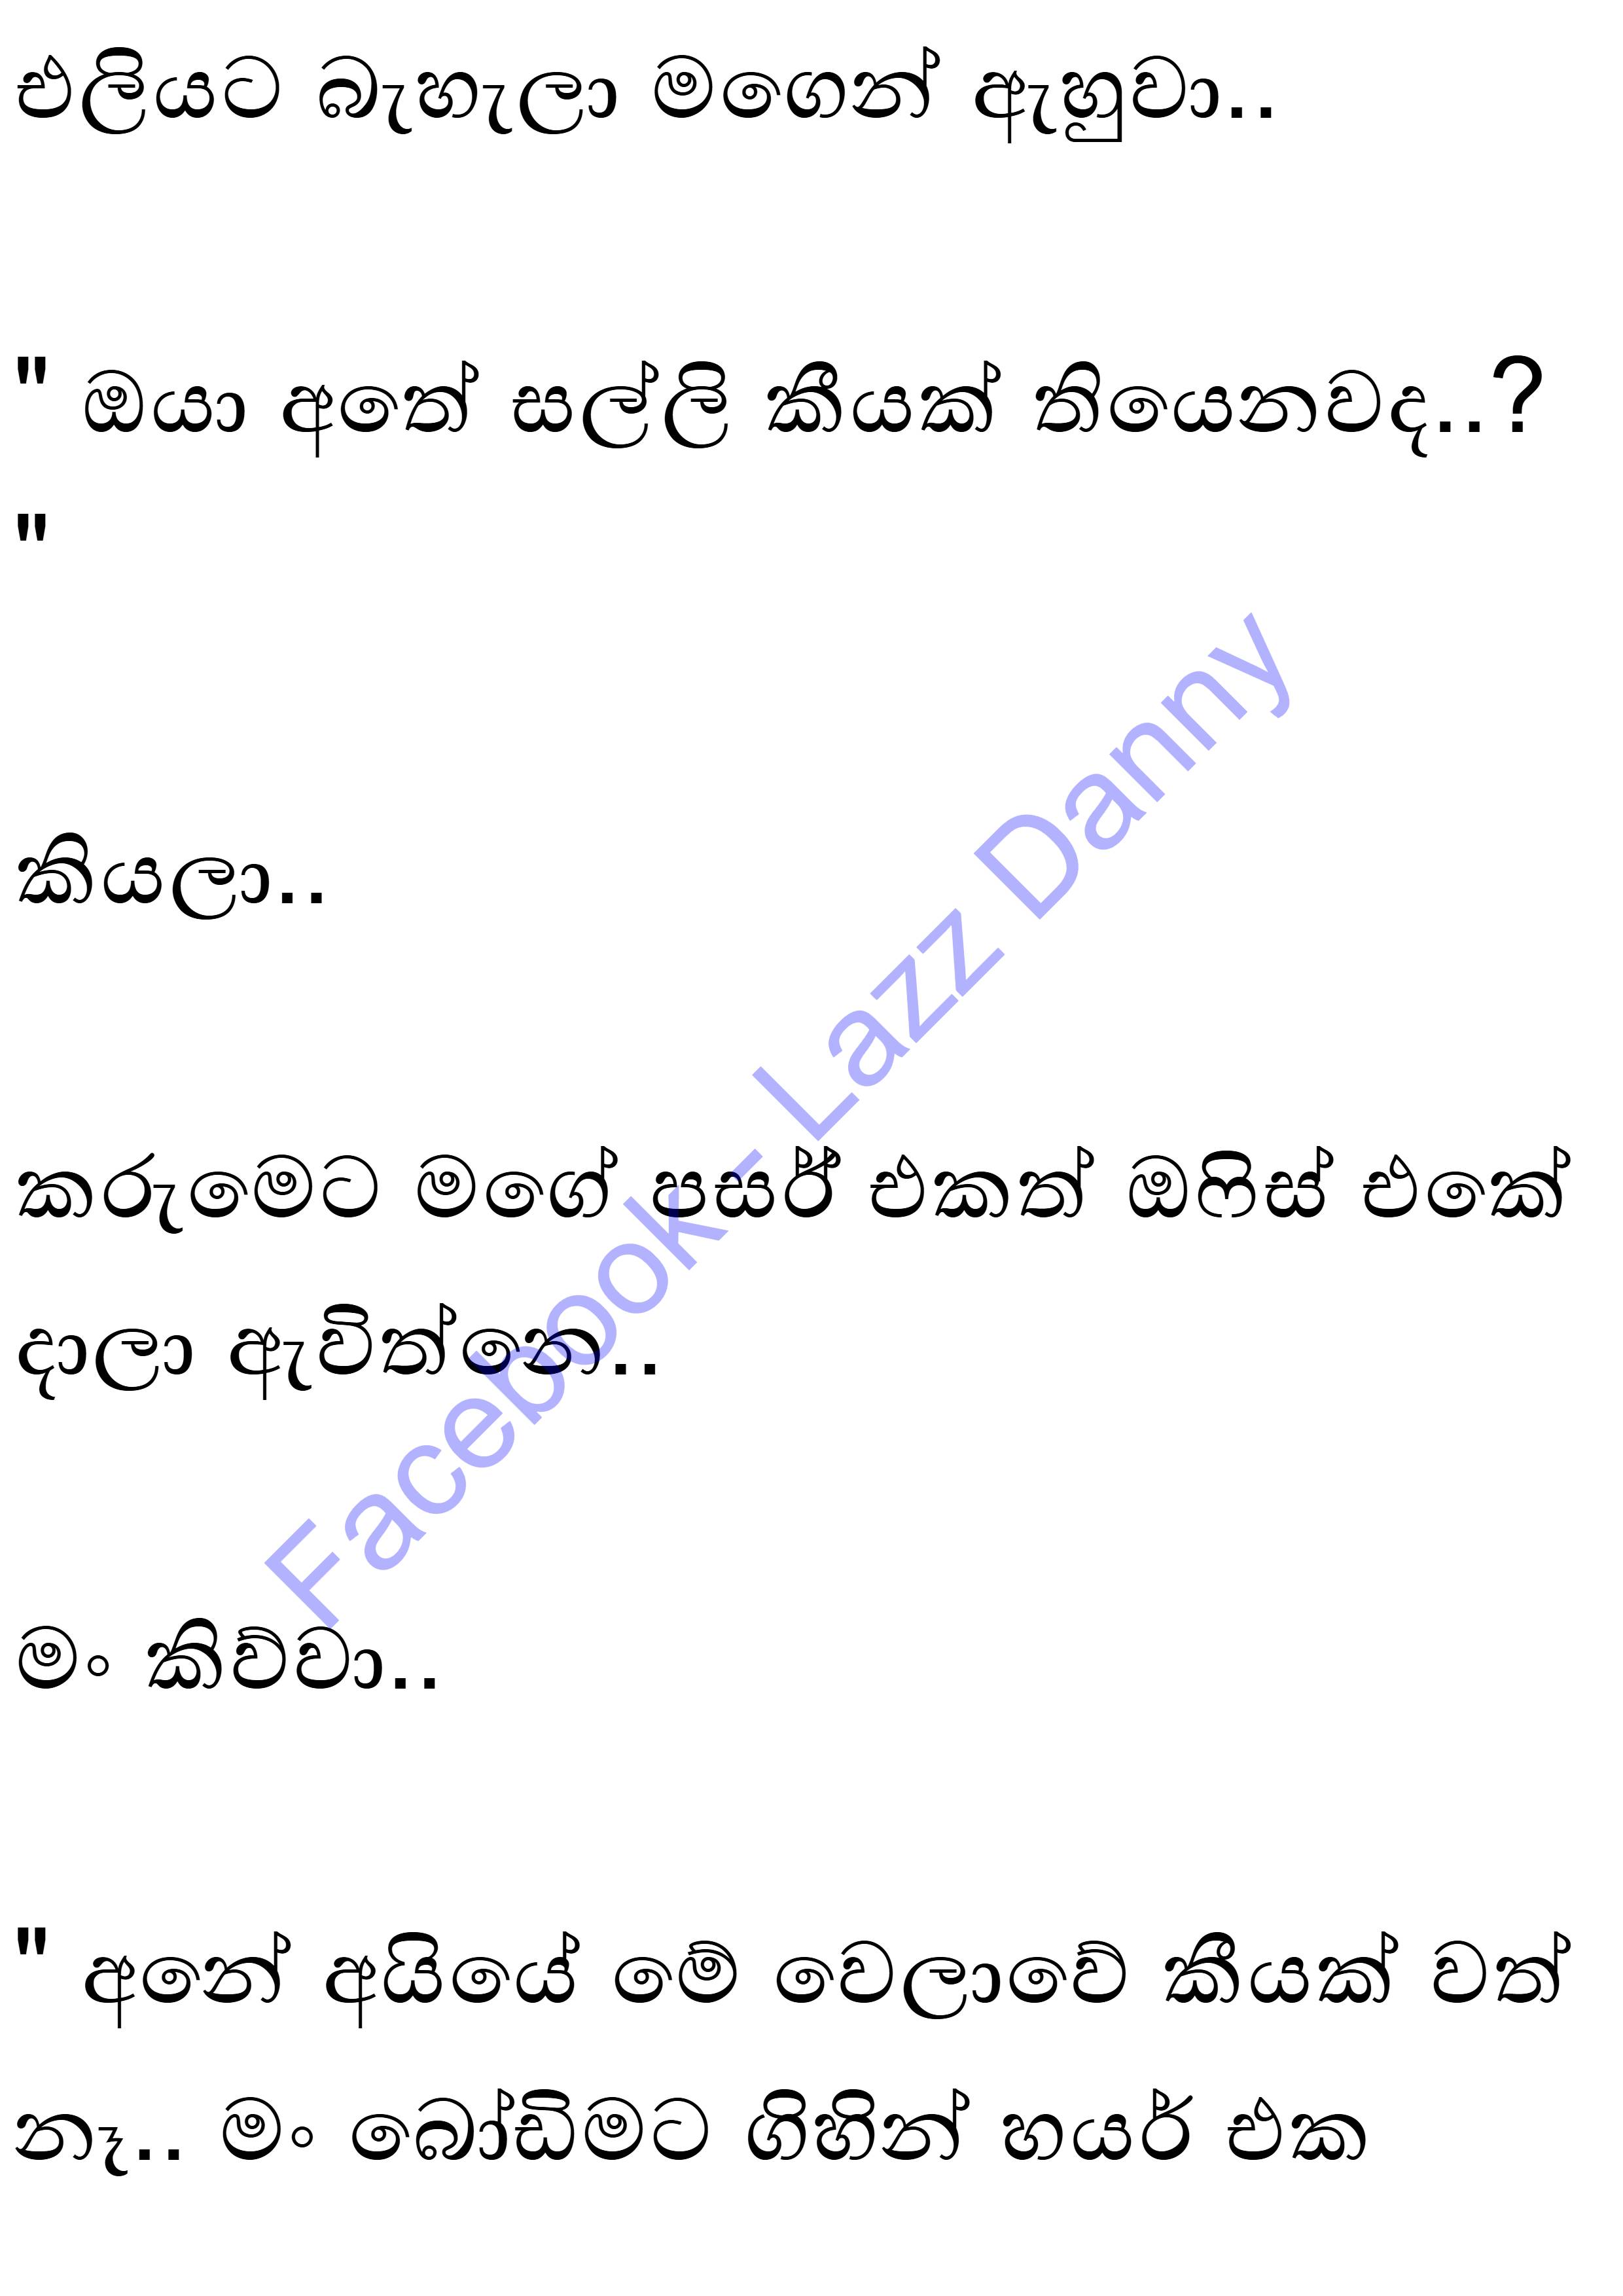 එලියට බැහැලා මගෙන් ඇහුවා..
" ඔයා අතේ සල්ලි කීයක් තියෙනවද..?
"
කියලා..
කරුමෙට මගේ පසර්ස් එකත් ඔෆිස් එකේ
දාලා ඇවිත්නෙ..
මං කිව්වා..
" අනේ අයියේ මේ වෙලාවේ කීයක් වත්
නෑ.. මං බෝඩිමට ගිහින් හයර් එක
Facebook- Lazz Danny